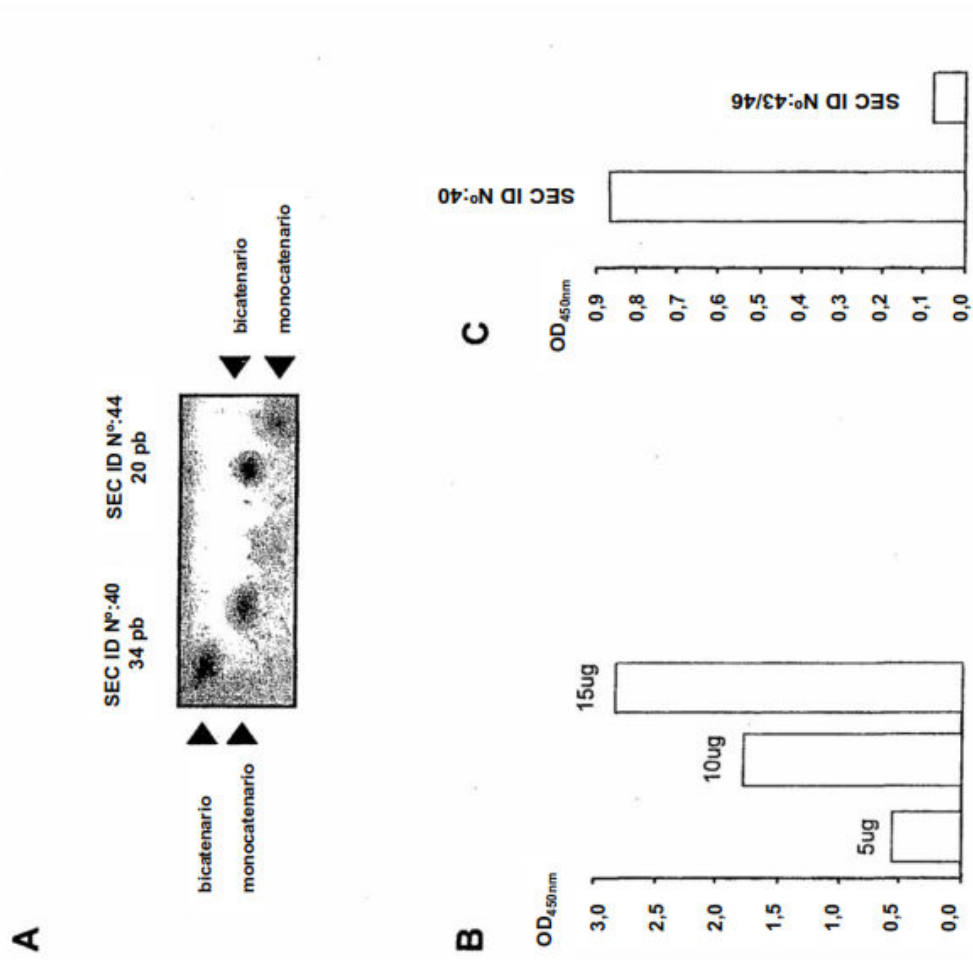 A
SEC ID Nº:40
34 pb
SEC ID Nº:44
20 pb
bicatenario
monocatenario
bicatenario
monocatenario
B
OD450nm
3,0
2,5
2,0
1,5
1,0
0,5
0,0
5ug
10ug
15ug
C
OD450nm
0,9
0,8
0,7
0,6
0,5
0,4
0,3
0,2
0,1
0,0
SEC ID Nº:40
SEC ID Nº:43/46